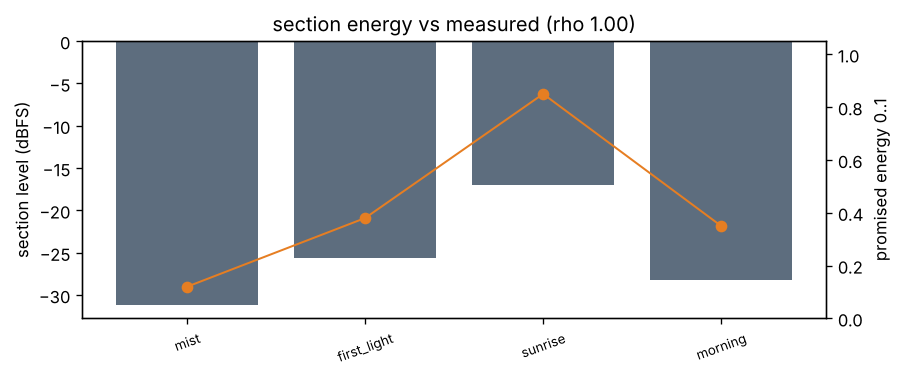 section energy vs measured (rho 1.00)
section level (dBFS)
0
−5
−10
−15
−20
−25
−30
1.0
0.8
0.6
0.4
0.2
0.0
promised energy 0..1
mist
first_light
sunrise
morning